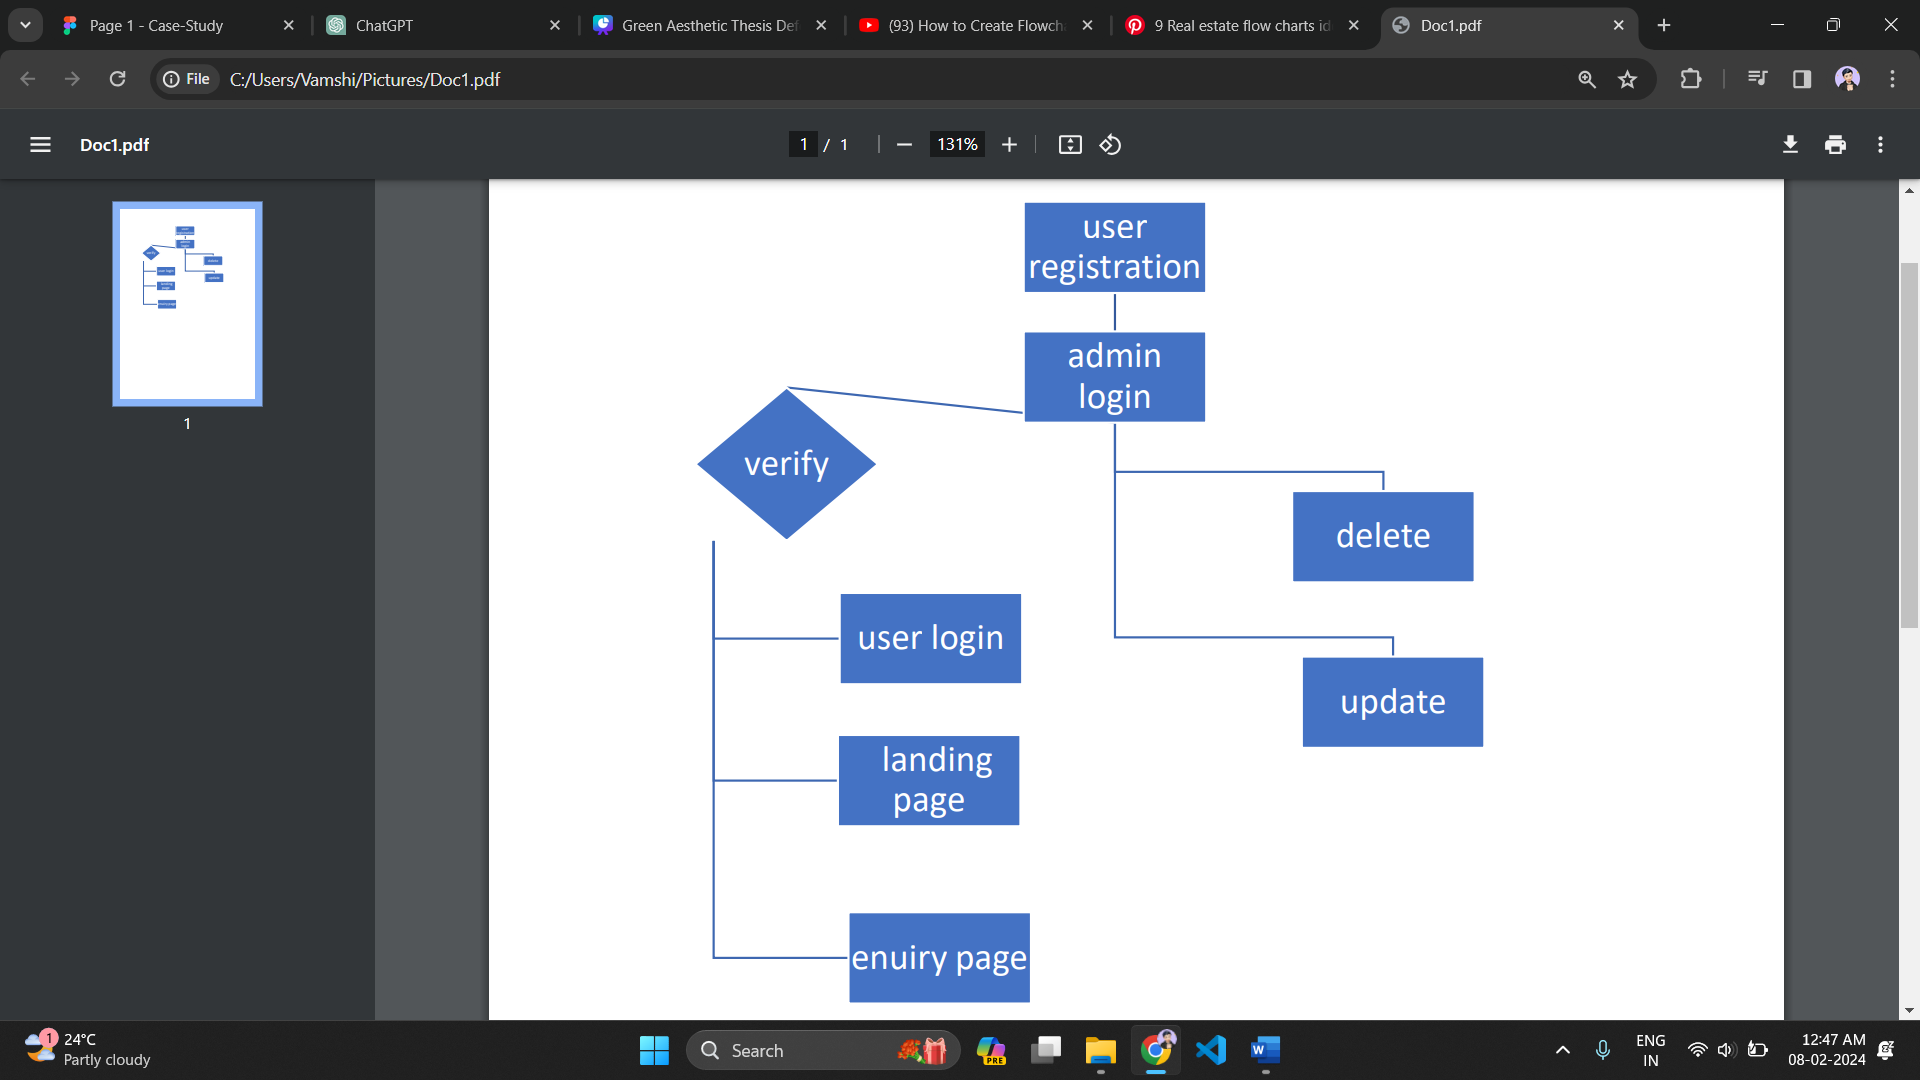 Page 1 - Case-Study
ChatGPT
Green Aesthetic Thesis Def
(93) How to Create Flowcha
9 Real estate flow charts id
Doc1.pdf
File
C:/Users/Vamshi/Pictures/Doc1.pdf
Doc1.pdf
1 / 1
131%
1
user
registration
admin
login
verify
delete
user login
update
landing
page
enuiry page
1
24°C
Partly cloudy
Search
PRE
W
ENG
IN
12:47 AM
08-02-2024